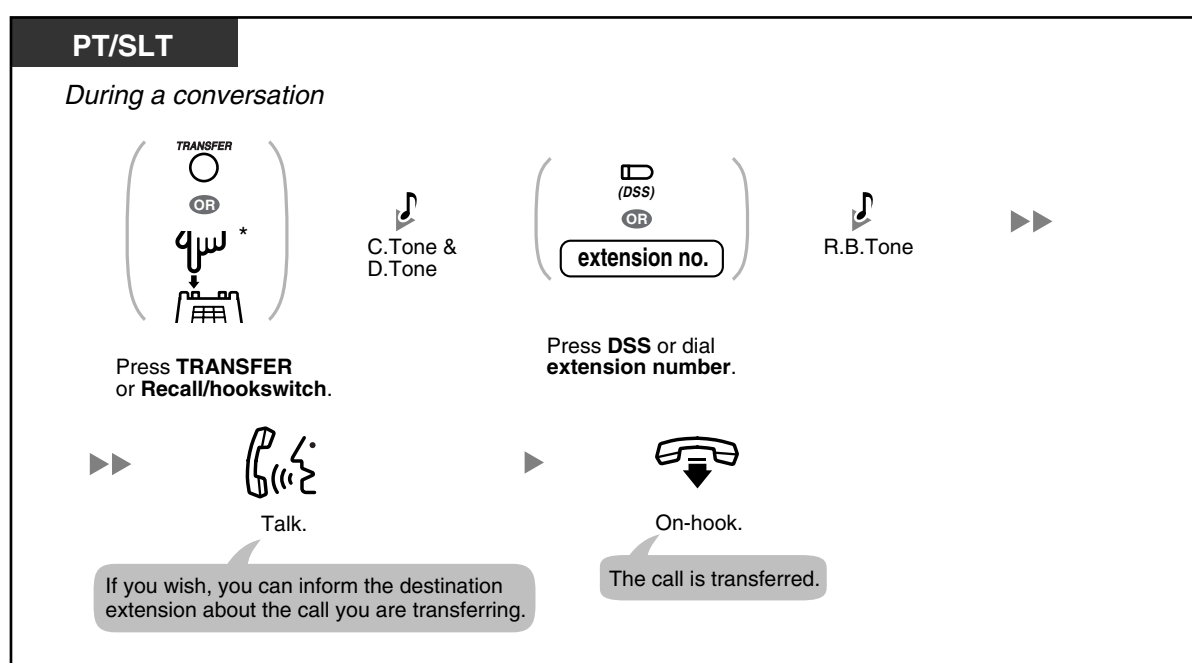 PT/SLT
During a conversation
TRANSFER
OR
*
C.Tone &
D.Tone
(DSS)
OR
extension no.
R.B.Tone
Press TRANSFER
or Recall/hookswitch.
Press DSS or dial
extension number.
Talk.
If you wish, you can inform the destination
extension about the call you are transferring.
On-hook.
The call is transferred.